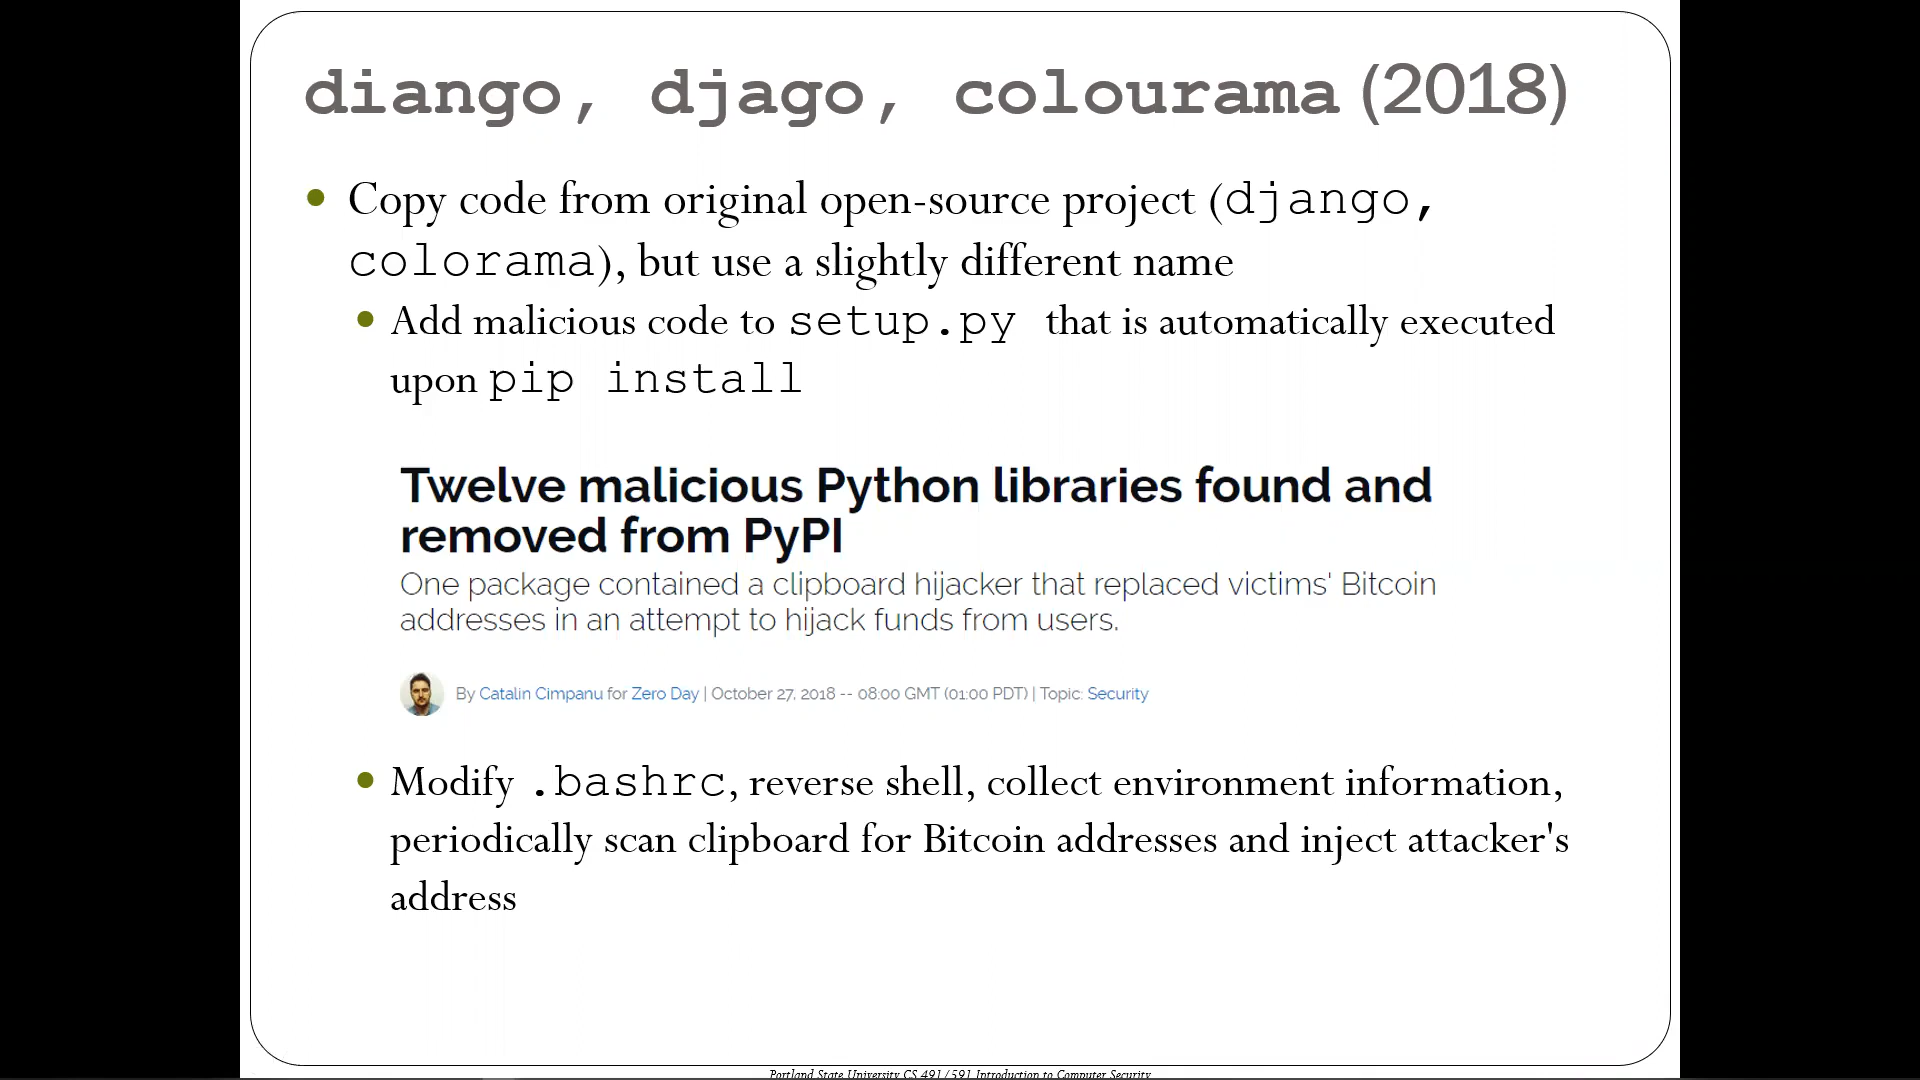 diango, djago, colourama (2018)
Copy code from original open-source project (django,
colorama), but use a slightly different name
Add malicious code to setup.py that is automatically executed
upon pip install
Twelve malicious Python libraries found and
removed from PyPI
One package contained a clipboard hijacker that replaced victims' Bitcoin
addresses in an attempt to hijack funds from users.
By Catalin Cimpanu for Zero Day | October 27, 2018 -- 08:00 GMT (01:00 PDT) | Topic: Security
Modify .bashrc, reverse shell, collect environment information,
periodically scan clipboard for Bitcoin addresses and inject attacker's
address
Portland State University CS 491/591 Introduction to Computer Security